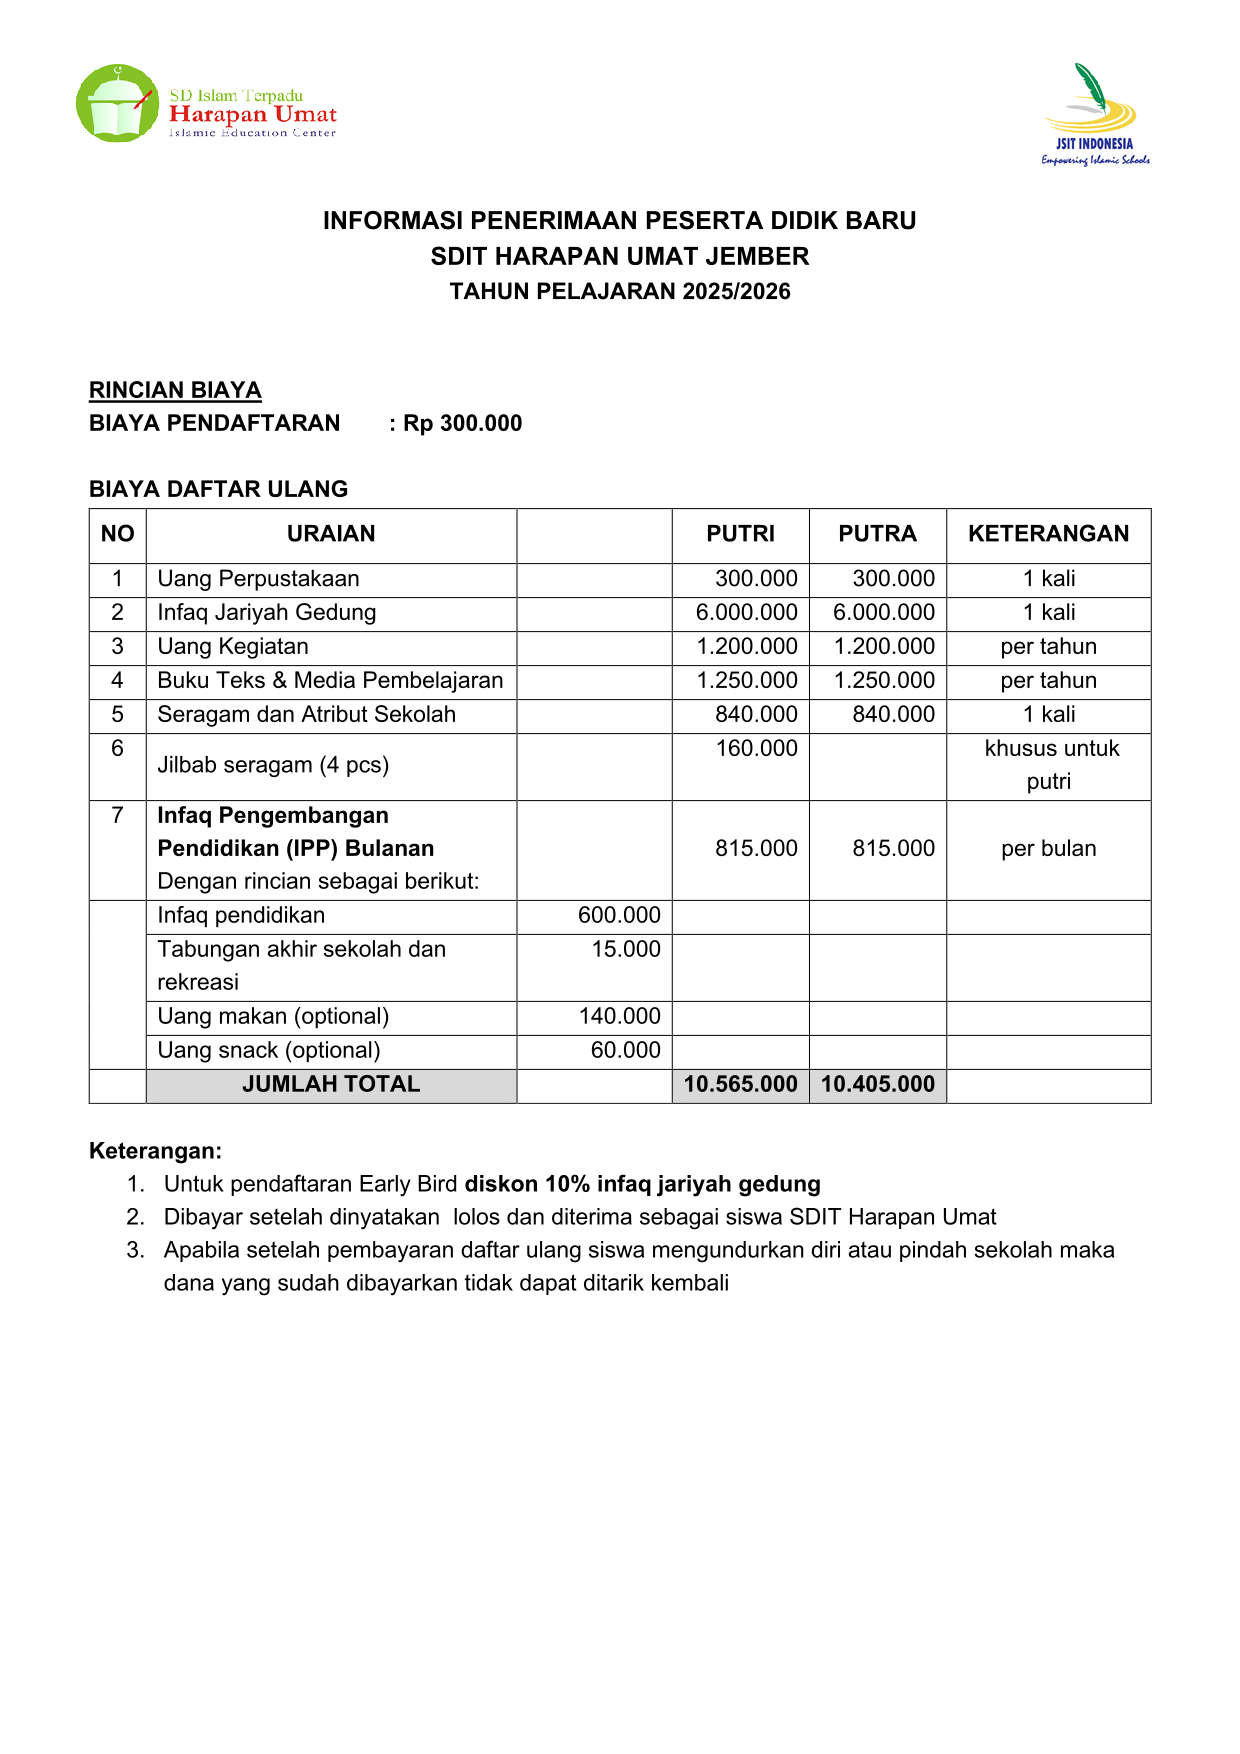 SD Islam Terpadu
Harapan Umat
Islamic Education Center
JSIT INDONESIA
Empowering Islamic Schools
INFORMASI PENERIMAAN PESERTA DIDIK BARU
SDIT HARAPAN UMAT JEMBER
TAHUN PELAJARAN 2025/2026
RINCIAN BIAYA
BIAYA PENDAFTARAN : Rp 300.000
BIAYA DAFTAR ULANG
NO URAIAN PUTRI PUTRA KETERANGAN
1 Uang Perpustakaan 300.000 300.000 1 kali
2 Infaq Jariyah Gedung 6.000.000 6.000.000 1 kali
3 Uang Kegiatan 1.200.000 1.200.000 per tahun
4 Buku Teks & Media Pembelajaran 1.250.000 1.250.000 per tahun
5 Seragam dan Atribut Sekolah 840.000 840.000 1 kali
6 Jilbab seragam (4 pcs) 160.000 khusus untuk
putri
7 Infaq Pengembangan
Pendidikan (IPP) Bulanan 815.000 815.000 per bulan
Dengan rincian sebagai berikut:
Infaq pendidikan 600.000
Tabungan akhir sekolah dan 15.000
rekreasi
Uang makan (optional) 140.000
Uang snack (optional) 60.000
JUMLAH TOTAL 10.565.000 10.405.000
Keterangan:
1. Untuk pendaftaran Early Bird diskon 10% infaq jariyah gedung
2. Dibayar setelah dinyatakan lolos dan diterima sebagai siswa SDIT Harapan Umat
3. Apabila setelah pembayaran daftar ulang siswa mengundurkan diri atau pindah sekolah maka
dana yang sudah dibayarkan tidak dapat ditarik kembali